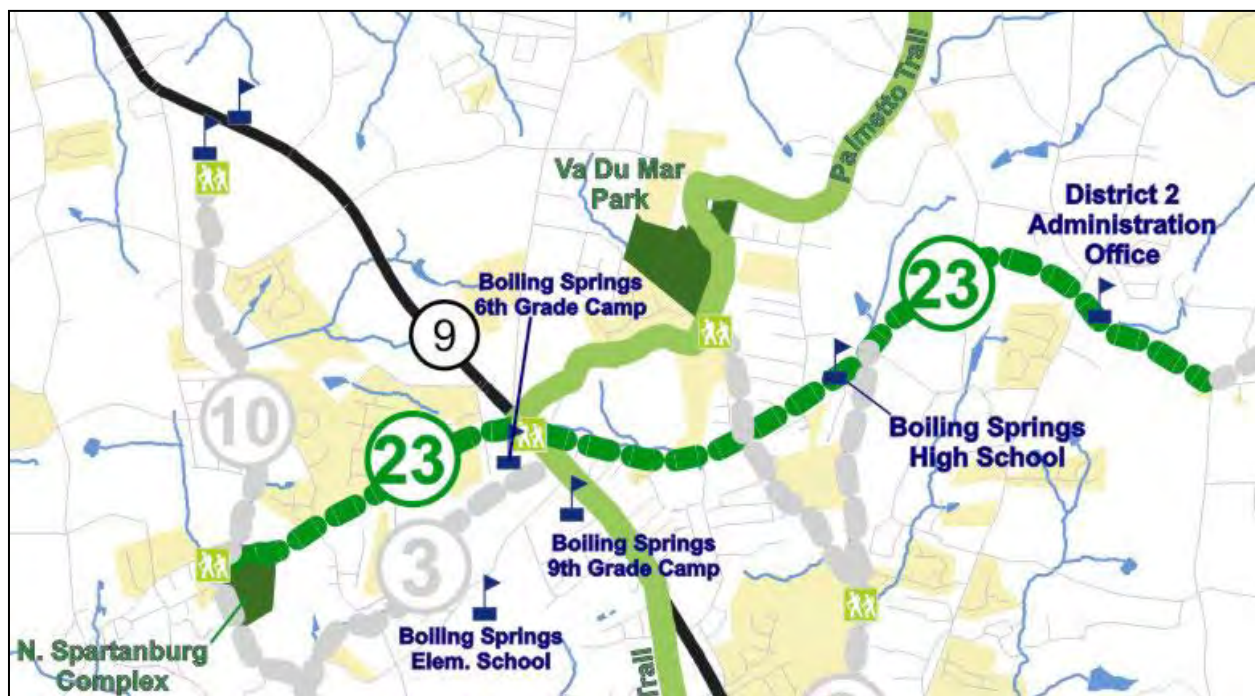 Palmetto Trail
Va Du Mar
Park
District 2
Administration
Office
23
Boiling Springs
6th Grade Camp
9
10
23
Boiling Springs
High School
3
Boiling Springs
9th Grade Camp
Boiling Springs
Elem. School
N. Spartanburg
Complex
Trail